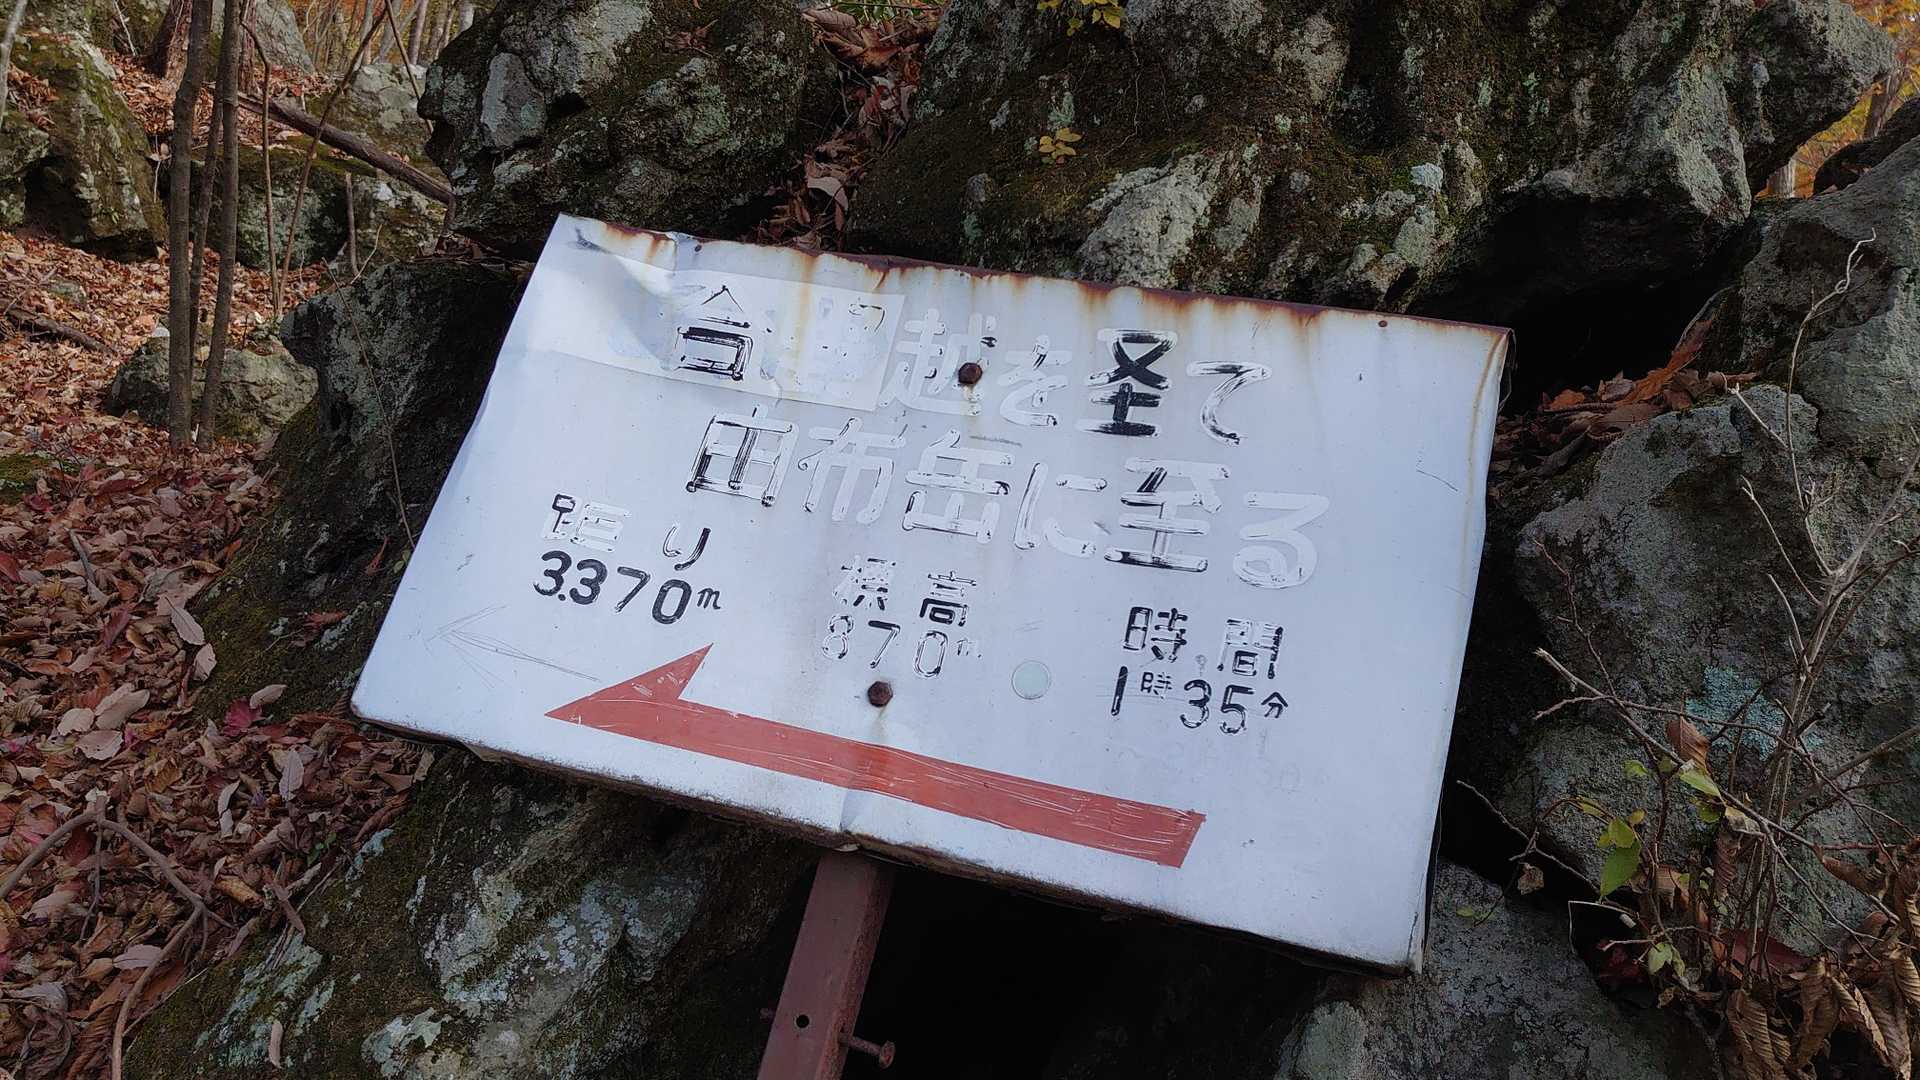 合野越を経て
由布岳に至る
距り
3.370m
標高
870m
時間
1時35分